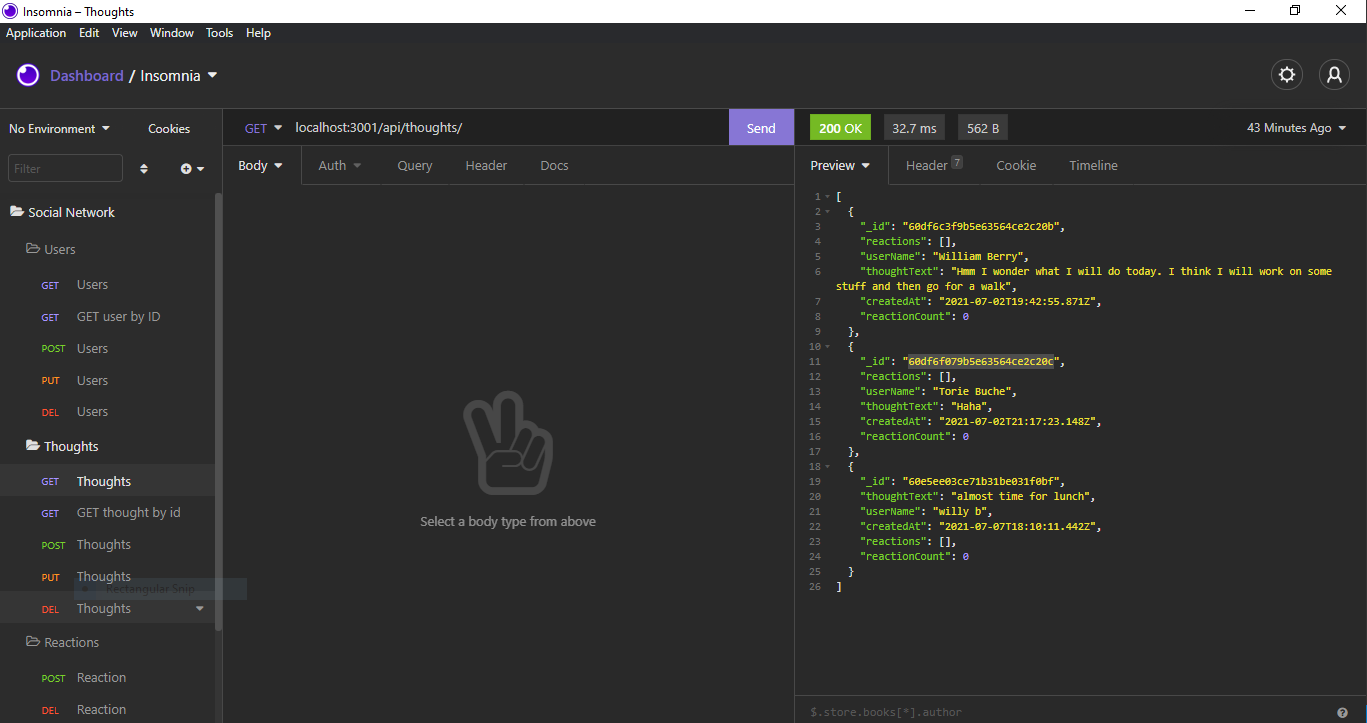 Insomnia – Thoughts
Application Edit View Window Tools Help
Dashboard / Insomnia
No Environment Cookies
Filter
Social Network
Users
GET Users
GET GET user by ID
POST Users
PUT Users
DEL Users
Thoughts
GET Thoughts
GET GET thought by id
POST Thoughts
PUT Thoughts
Rectangular Snip
DEL Thoughts
Reactions
POST Reaction
DEL Reaction
GET localhost:3001/api/thoughts/ Send
Body Auth Query Header Docs
Select a body type from above
200 OK 32.7 ms 562 B 43 Minutes Ago
Preview Header 7 Cookie Timeline
1 [
2 {
3 "_id": "60df6c3f9b5e63564ce2c20b",
4 "reactions": [],
5 "userName": "William Berry",
6 "thoughtText": "Hmm I wonder what I will do today. I think I will work on some
stuff and then go for a walk",
7 "createdAt": "2021-07-02T19:42:55.871Z",
8 "reactionCount": 0
9 },
10 {
11 "_id": "60df6f079b5e63564ce2c20c",
12 "reactions": [],
13 "userName": "Torie Buche",
14 "thoughtText": "Haha",
15 "createdAt": "2021-07-02T21:17:23.148Z",
16 "reactionCount": 0
17 },
18 {
19 "_id": "60e5ee03ce71b31be031f0bf",
20 "thoughtText": "almost time for lunch",
21 "userName": "willy b",
22 "createdAt": "2021-07-07T18:10:11.442Z",
23 "reactions": [],
24 "reactionCount": 0
25 }
26 ]
$.store.books[*].author